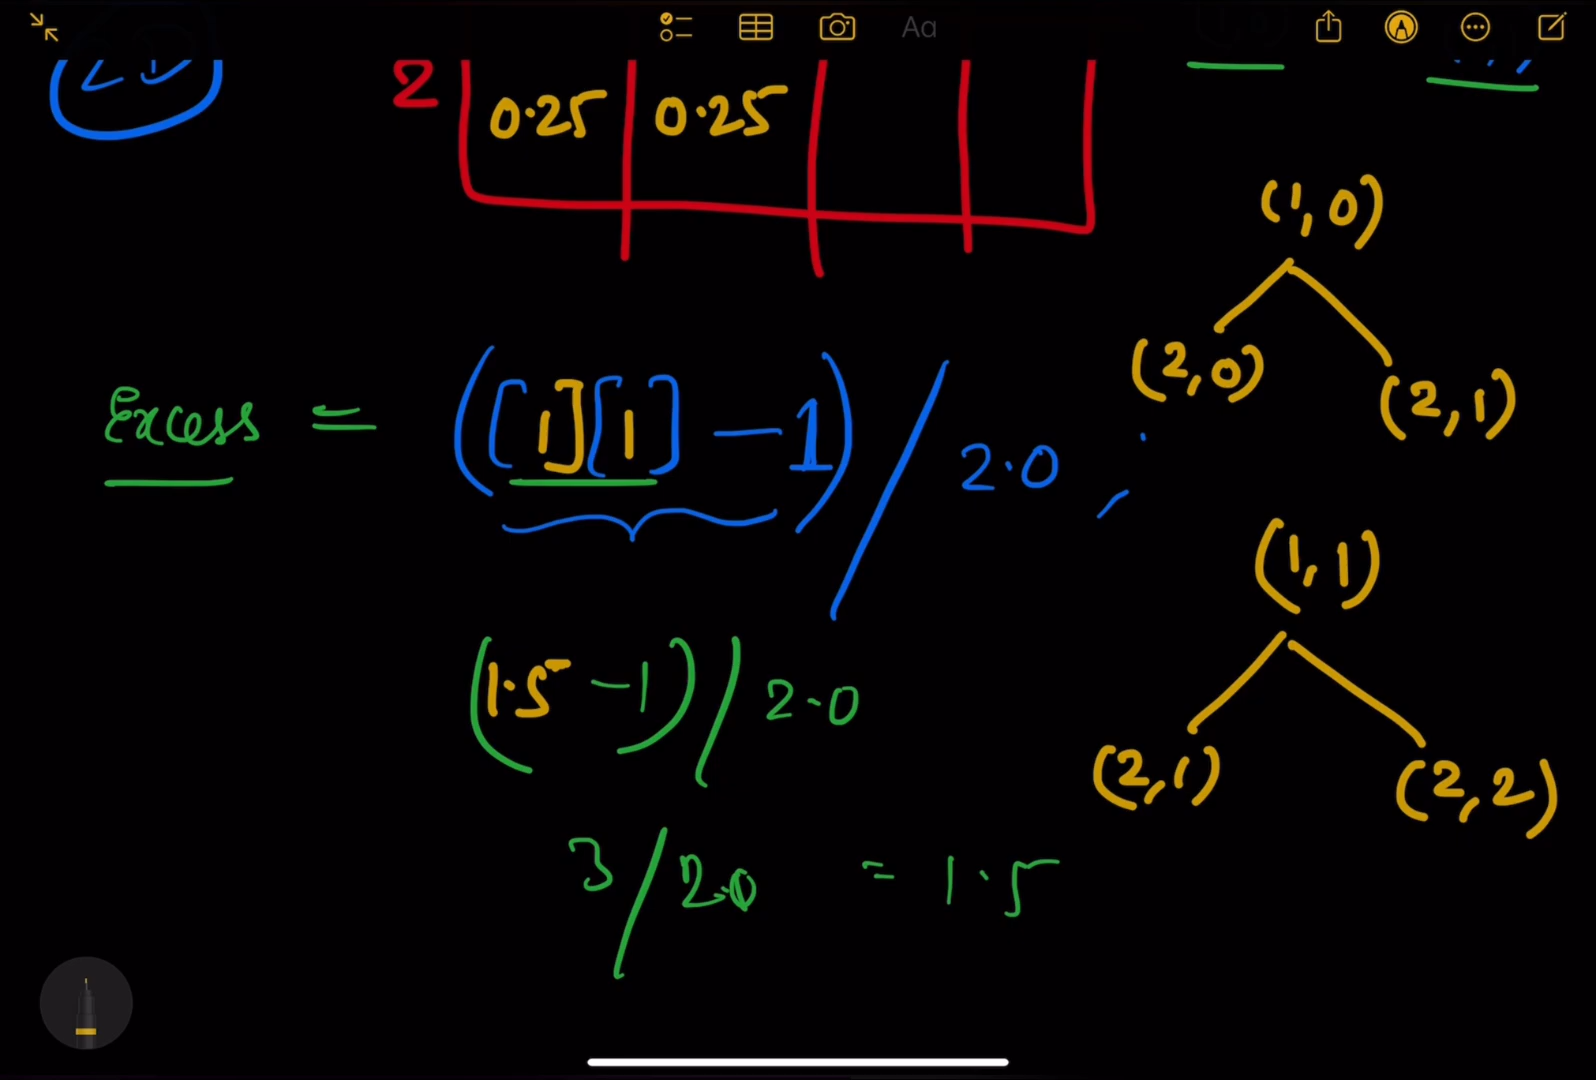 Aa
2 0.25 0.25
(1,0)
(2,0) (2,1)
Excess = ([1][1] - 1) / 2.0 ;
(1,1)
(1.5 - 1) / 2.0
(2,1) (2,2)
3 / 2.0 = 1.5